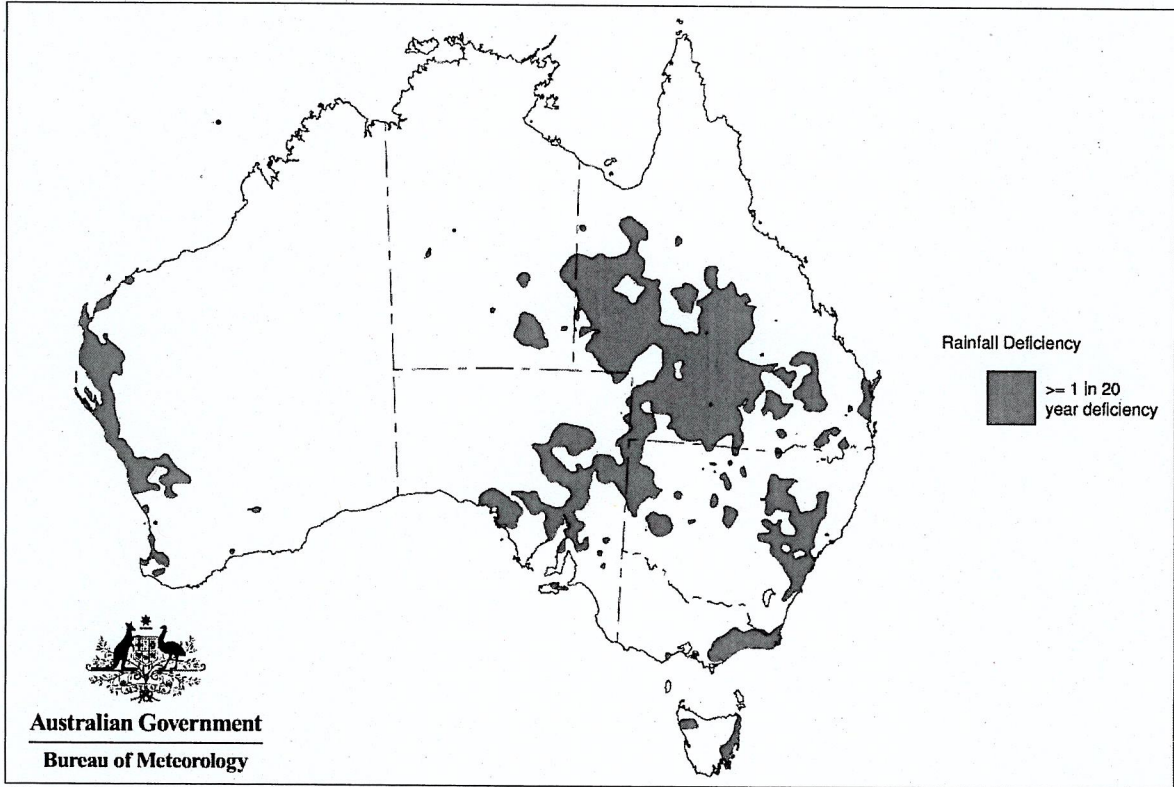 Rainfall Deficiency
>= 1 in 20
year deficiency
Australian Government
Bureau of Meteorology